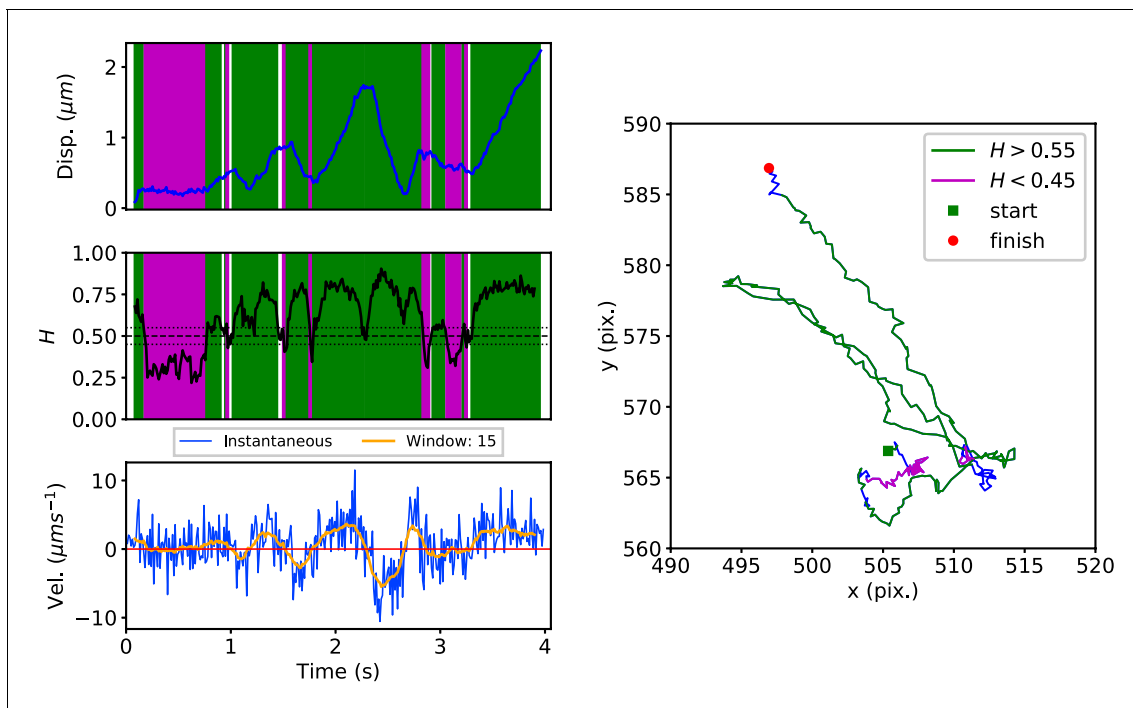 2
1
0
Disp. (μm)
1.00
0.75
0.50
0.25
0.00
H
Instantaneous
Window: 15
10
0
−10
Vel. (μms⁻¹)
0
1
2
3
4
Time (s)
590
585
580
575
570
565
560
y (pix.)
H > 0.55
H < 0.45
start
finish
490
495
500
505
510
515
520
x (pix.)